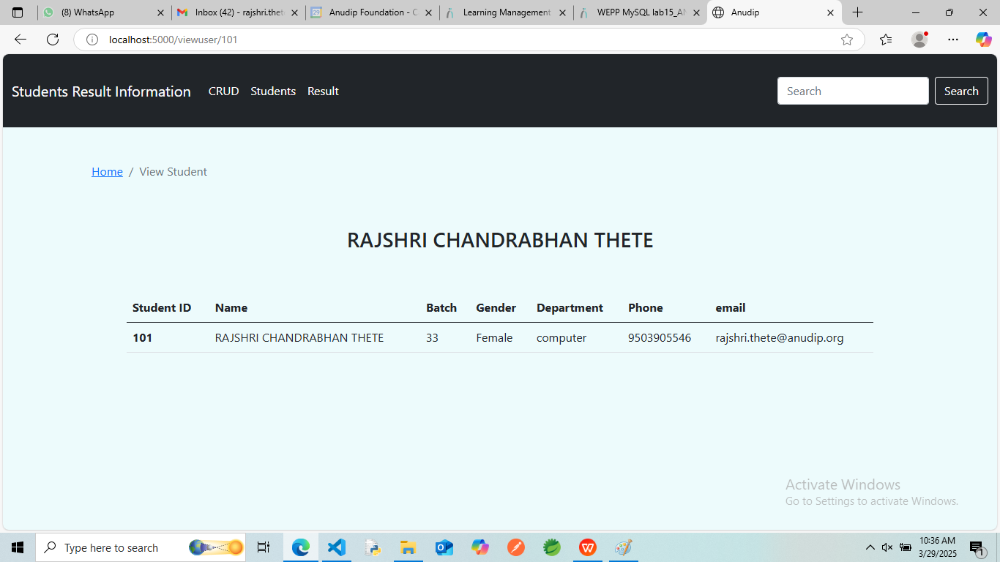 (8) WhatsApp
Inbox (42) - rajshri.thet
Anudip Foundation - C
Learning Management
WEPP MySQL lab15_AN
Anudip
localhost:5000/viewuser/101
Students Result Information CRUD Students Result Search Search
Home / View Student
RAJSHRI CHANDRABHAN THETE
Student ID Name Batch Gender Department Phone email
101 RAJSHRI CHANDRABHAN THETE 33 Female computer 9503905546 rajshri.thete@anudip.org
Activate Windows
Go to Settings to activate Windows.
Type here to search
10:36 AM
3/29/2025
1